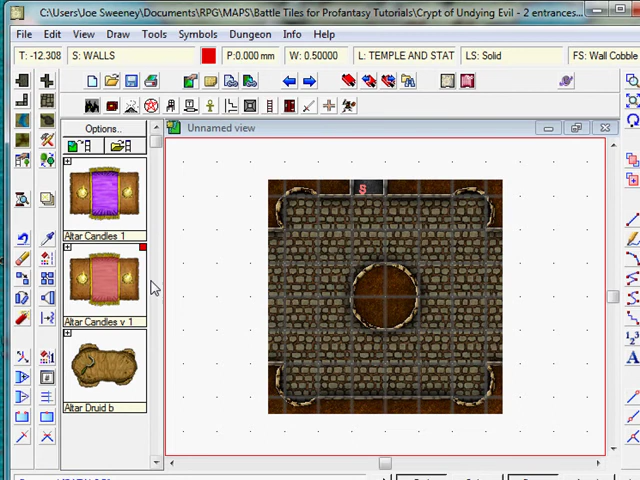 C:\Users\Joe Sweeney\Documents\RPG\MAPS\Battle Tiles for Profantasy Tutorials\Crypt of Undying Evil - 2 entrances...
File Edit View Draw Tools Symbols Dungeon Info Help
T: -12.308 S: WALLS P:0.000 mm W: 0.50000 L: TEMPLE AND STAT LS: Solid FS: Wall Cobble
Options..
Unnamed view
S
Altar Candles 1
Altar Candles v 1
Altar Druid b